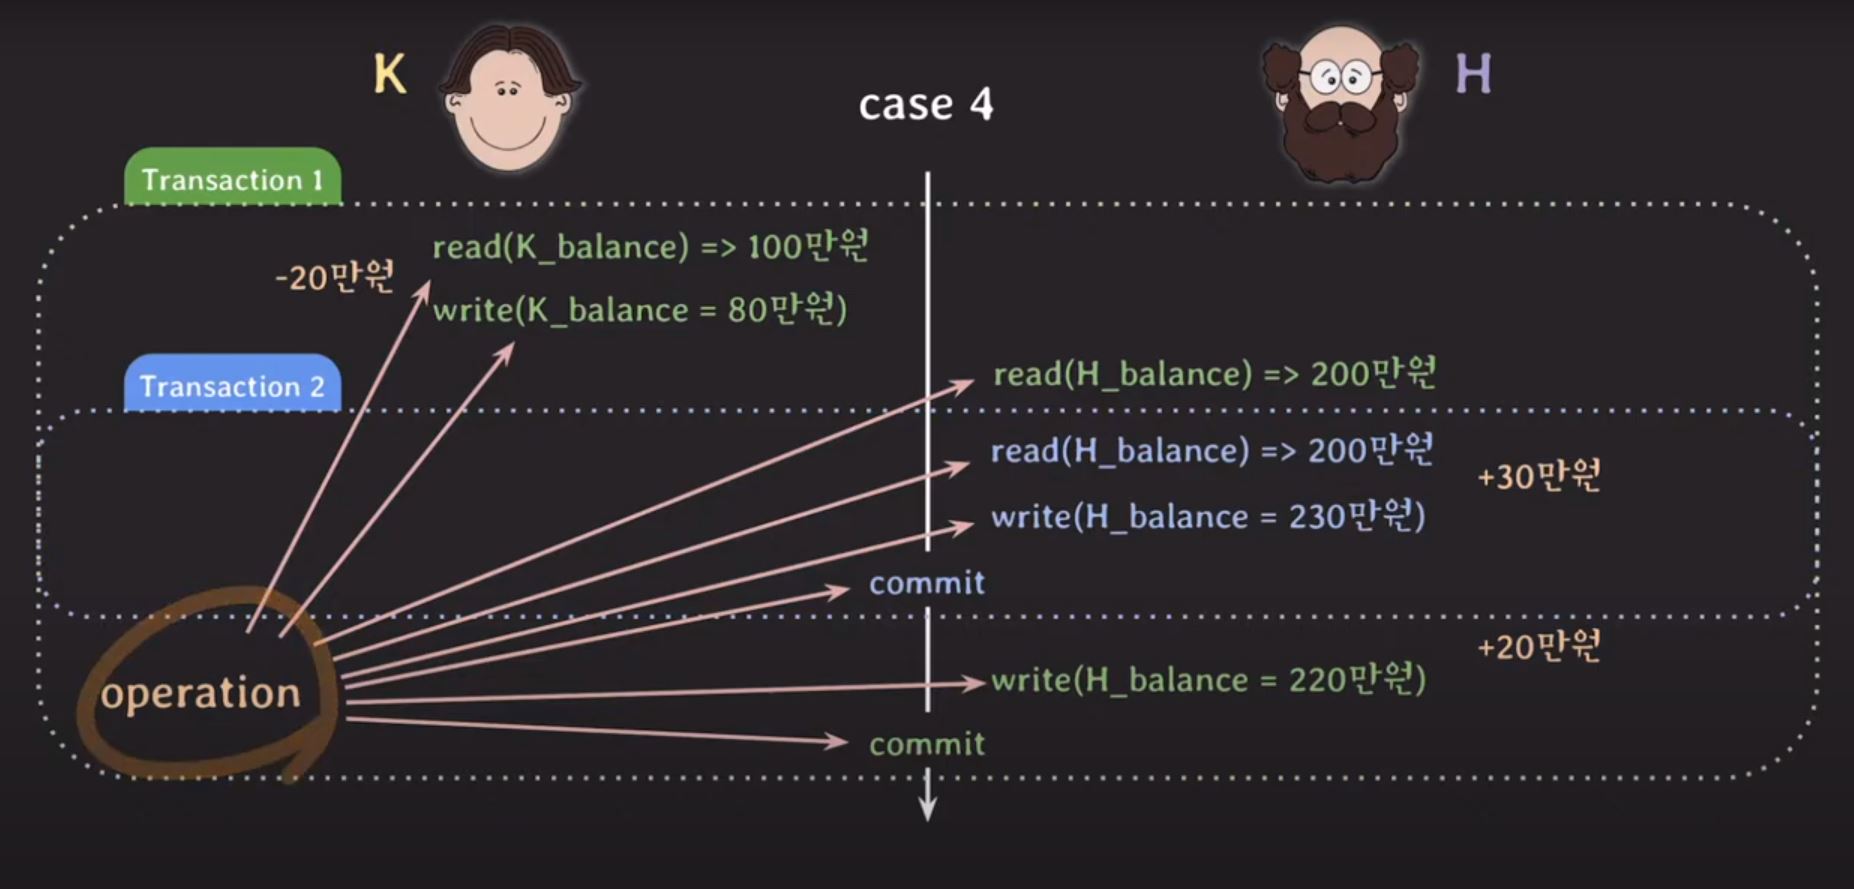 K
H
case 4
Transaction 1
read(K_balance) => 100만원
-20만원
write(K_balance = 80만원)
Transaction 2
read(H_balance) => 200만원
read(H_balance) => 200만원
+30만원
write(H_balance = 230만원)
commit
+20만원
operation
write(H_balance = 220만원)
commit